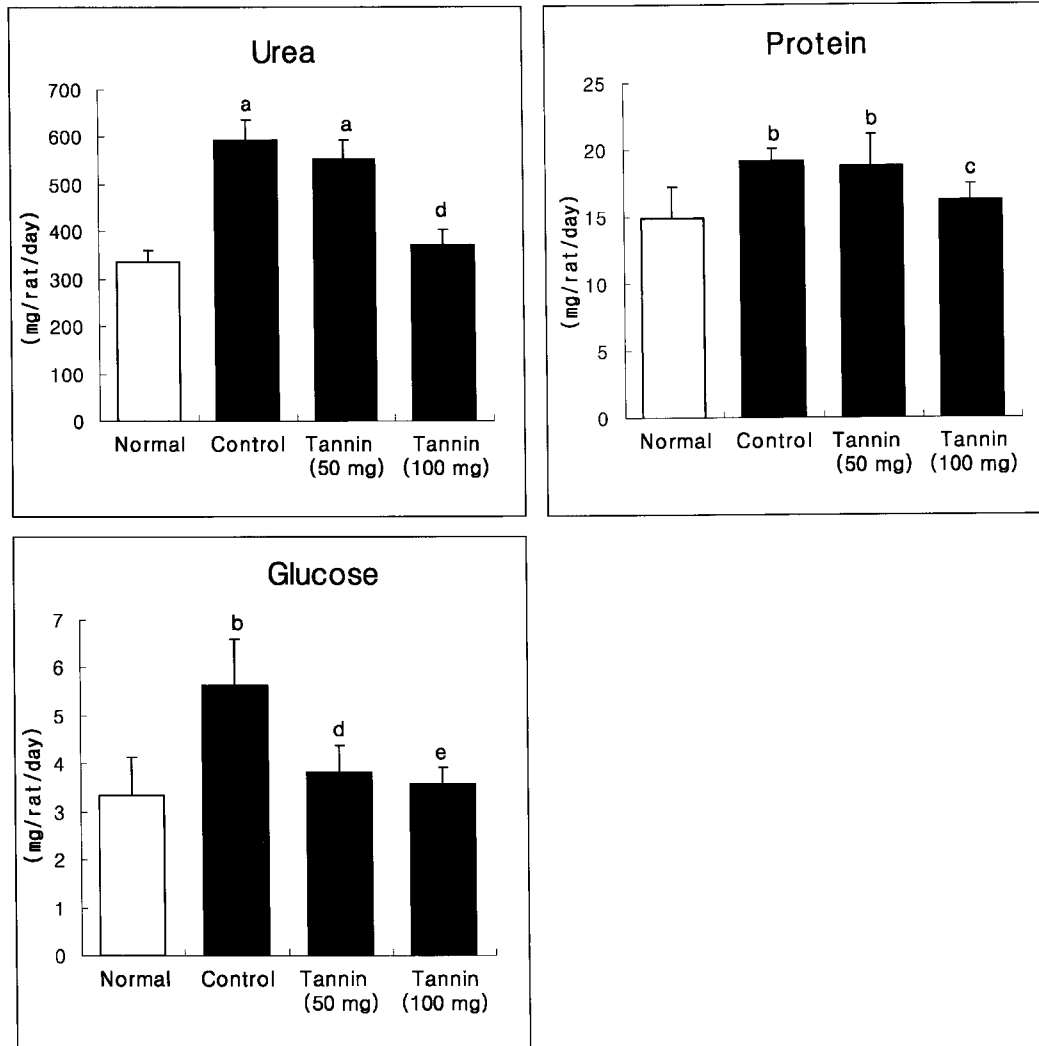 Urea
(mg/rat/day)
700
600
500
400
300
200
100
0
a
a
d
Normal Control Tannin Tannin
(50 mg) (100 mg)
Protein
(mg/rat/day)
25
20
15
10
5
0
b
b
c
Normal Control Tannin Tannin
(50 mg) (100 mg)
Glucose
(mg/rat/day)
7
6
5
4
3
2
1
0
b
d
e
Normal Control Tannin Tannin
(50 mg) (100 mg)